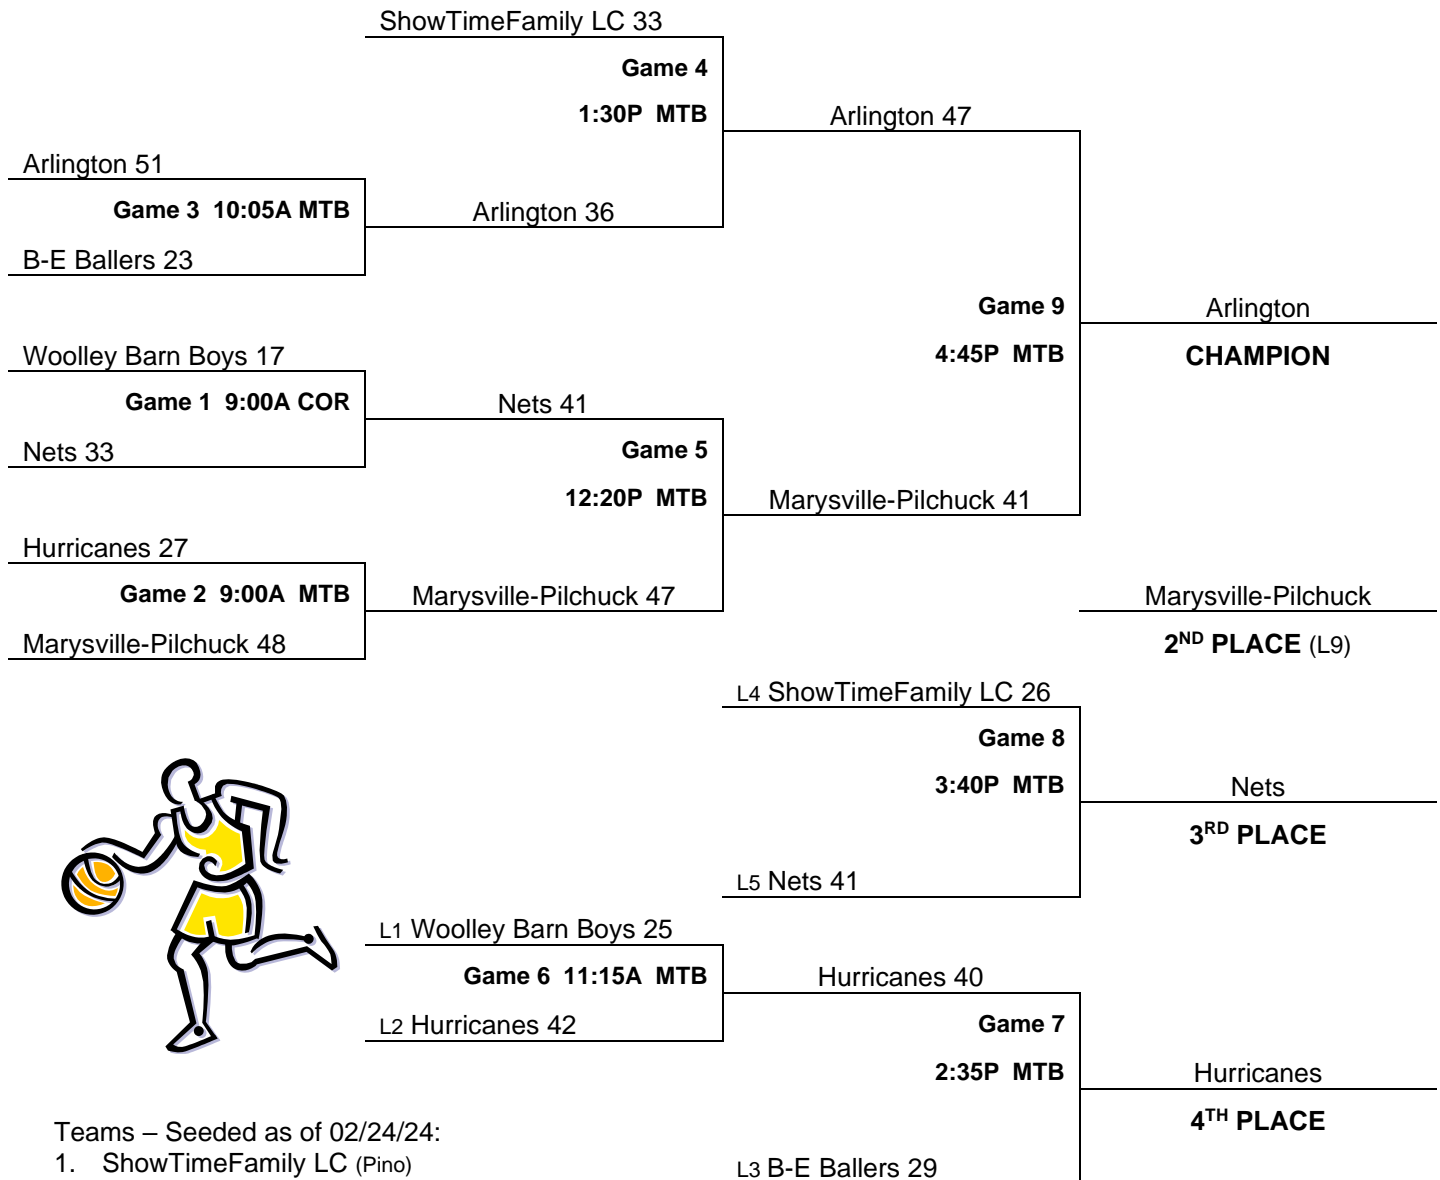 ShowTimeFamily LC 33
Game 4
1:30P MTB
Arlington 47
Arlington 51
Game 3 10:05A MTB
Arlington 36
B-E Ballers 23
Game 9
Arlington
4:45P MTB
CHAMPION
Woolley Barn Boys 17
Game 1 9:00A COR
Nets 41
Nets 33
Game 5
12:20P MTB
Marysville-Pilchuck 41
Hurricanes 27
Game 2 9:00A MTB
Marysville-Pilchuck 47
Marysville-Pilchuck
Marysville-Pilchuck 48
2ND PLACE (L9)
L4 ShowTimeFamily LC 26
Game 8
3:40P MTB
Nets
3RD PLACE
L5 Nets 41
L1 Woolley Barn Boys 25
Game 6 11:15A MTB
Hurricanes 40
L2 Hurricanes 42
Game 7
2:35P MTB
Hurricanes
4TH PLACE
Teams – Seeded as of 02/24/24:
1. ShowTimeFamily LC (Pino)
L3 B-E Ballers 29